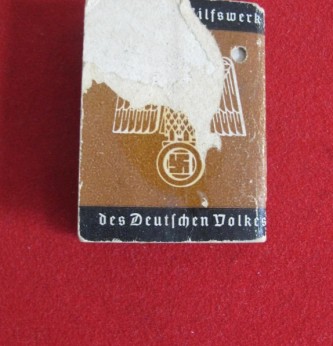 ilfswerk
des Deutschen Volkes